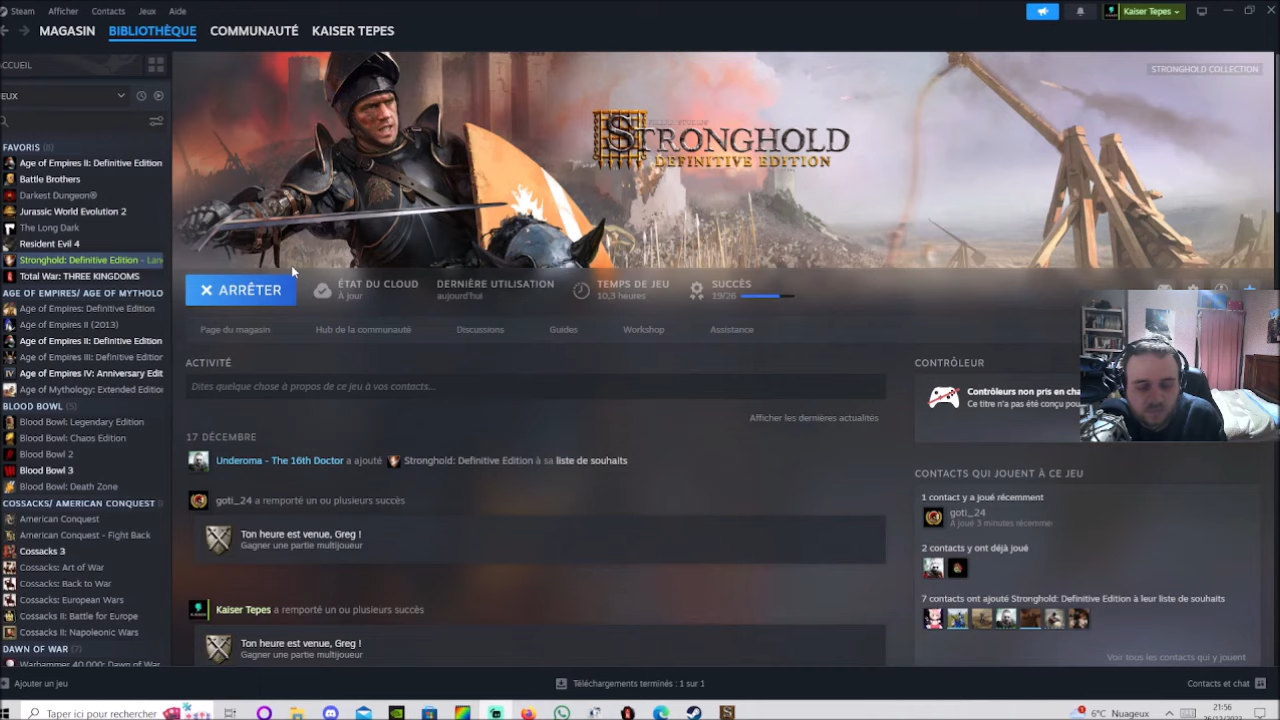 Steam Afficher Contacts Jeux Aide
Kaiser Tepes
MAGASIN BIBLIOTHÈQUE COMMUNAUTÉ KAISER TEPES
CCUEIL
STRONGHOLD COLLECTION
EUX
STRONGHOLD
DEFINITIVE EDITION
FAVORIS (8)
Age of Empires II: Definitive Edition
Battle Brothers
Darkest Dungeon®
Jurassic World Evolution 2
The Long Dark
Resident Evil 4
Stronghold: Definitive Edition - Lan
Total War: THREE KINGDOMS
AGE OF EMPIRES/ AGE OF MYTHOLO
Age of Empires: Definitive Edition
Age of Empires II (2013)
Age of Empires II: Definitive Edition
Age of Empires III: Definitive Edition
Age of Empires IV: Anniversary Edit
Age of Mythology: Extended Edition
BLOOD BOWL (5)
Blood Bowl: Legendary Edition
Blood Bowl: Chaos Edition
Blood Bowl 2
Blood Bowl 3
Blood Bowl: Death Zone
COSSACKS/ AMERICAN CONQUEST
American Conquest
American Conquest - Fight Back
Cossacks 3
Cossacks: Art of War
Cossacks: Back to War
Cossacks: European Wars
Cossacks II: Battle for Europe
Cossacks II: Napoleonic Wars
DAWN OF WAR (7)
Warhammer 40,000: Dawn of War
ARRÊTER
ÉTAT DU CLOUD
À jour
DERNIÈRE UTILISATION
aujourd'hui
TEMPS DE JEU
10,3 heures
SUCCÈS
19/26
Page du magasin Hub de la communauté Discussions Guides Workshop Assistance
ACTIVITÉ
Dites quelque chose à propos de ce jeu à vos contacts...
Afficher les dernières actualités
17 DÉCEMBRE
Underoma - The 16th Doctor a ajouté Stronghold: Definitive Edition à sa liste de souhaits
goti_24 a remporté un ou plusieurs succès
Ton heure est venue, Greg !
Gagner une partie multijoueur
Kaiser Tepes a remporté un ou plusieurs succès
Ton heure est venue, Greg !
Gagner une partie multijoueur
CONTRÔLEUR
Contrôleurs non pris en cha
Ce titre n'a pas été conçu pou
CONTACTS QUI JOUENT À CE JEU
1 contact y a joué récemment
goti_24
A joué 3 minutes récemme
2 contacts y ont déjà joué
7 contacts ont ajouté Stronghold: Definitive Edition à leur liste de souhaits
Voir tous les contacts qui y jouent
Ajouter un jeu
Téléchargements terminés : 1 sur 1
Contacts et chat
Taper ici pour rechercher
6°C Nuageux
21:56